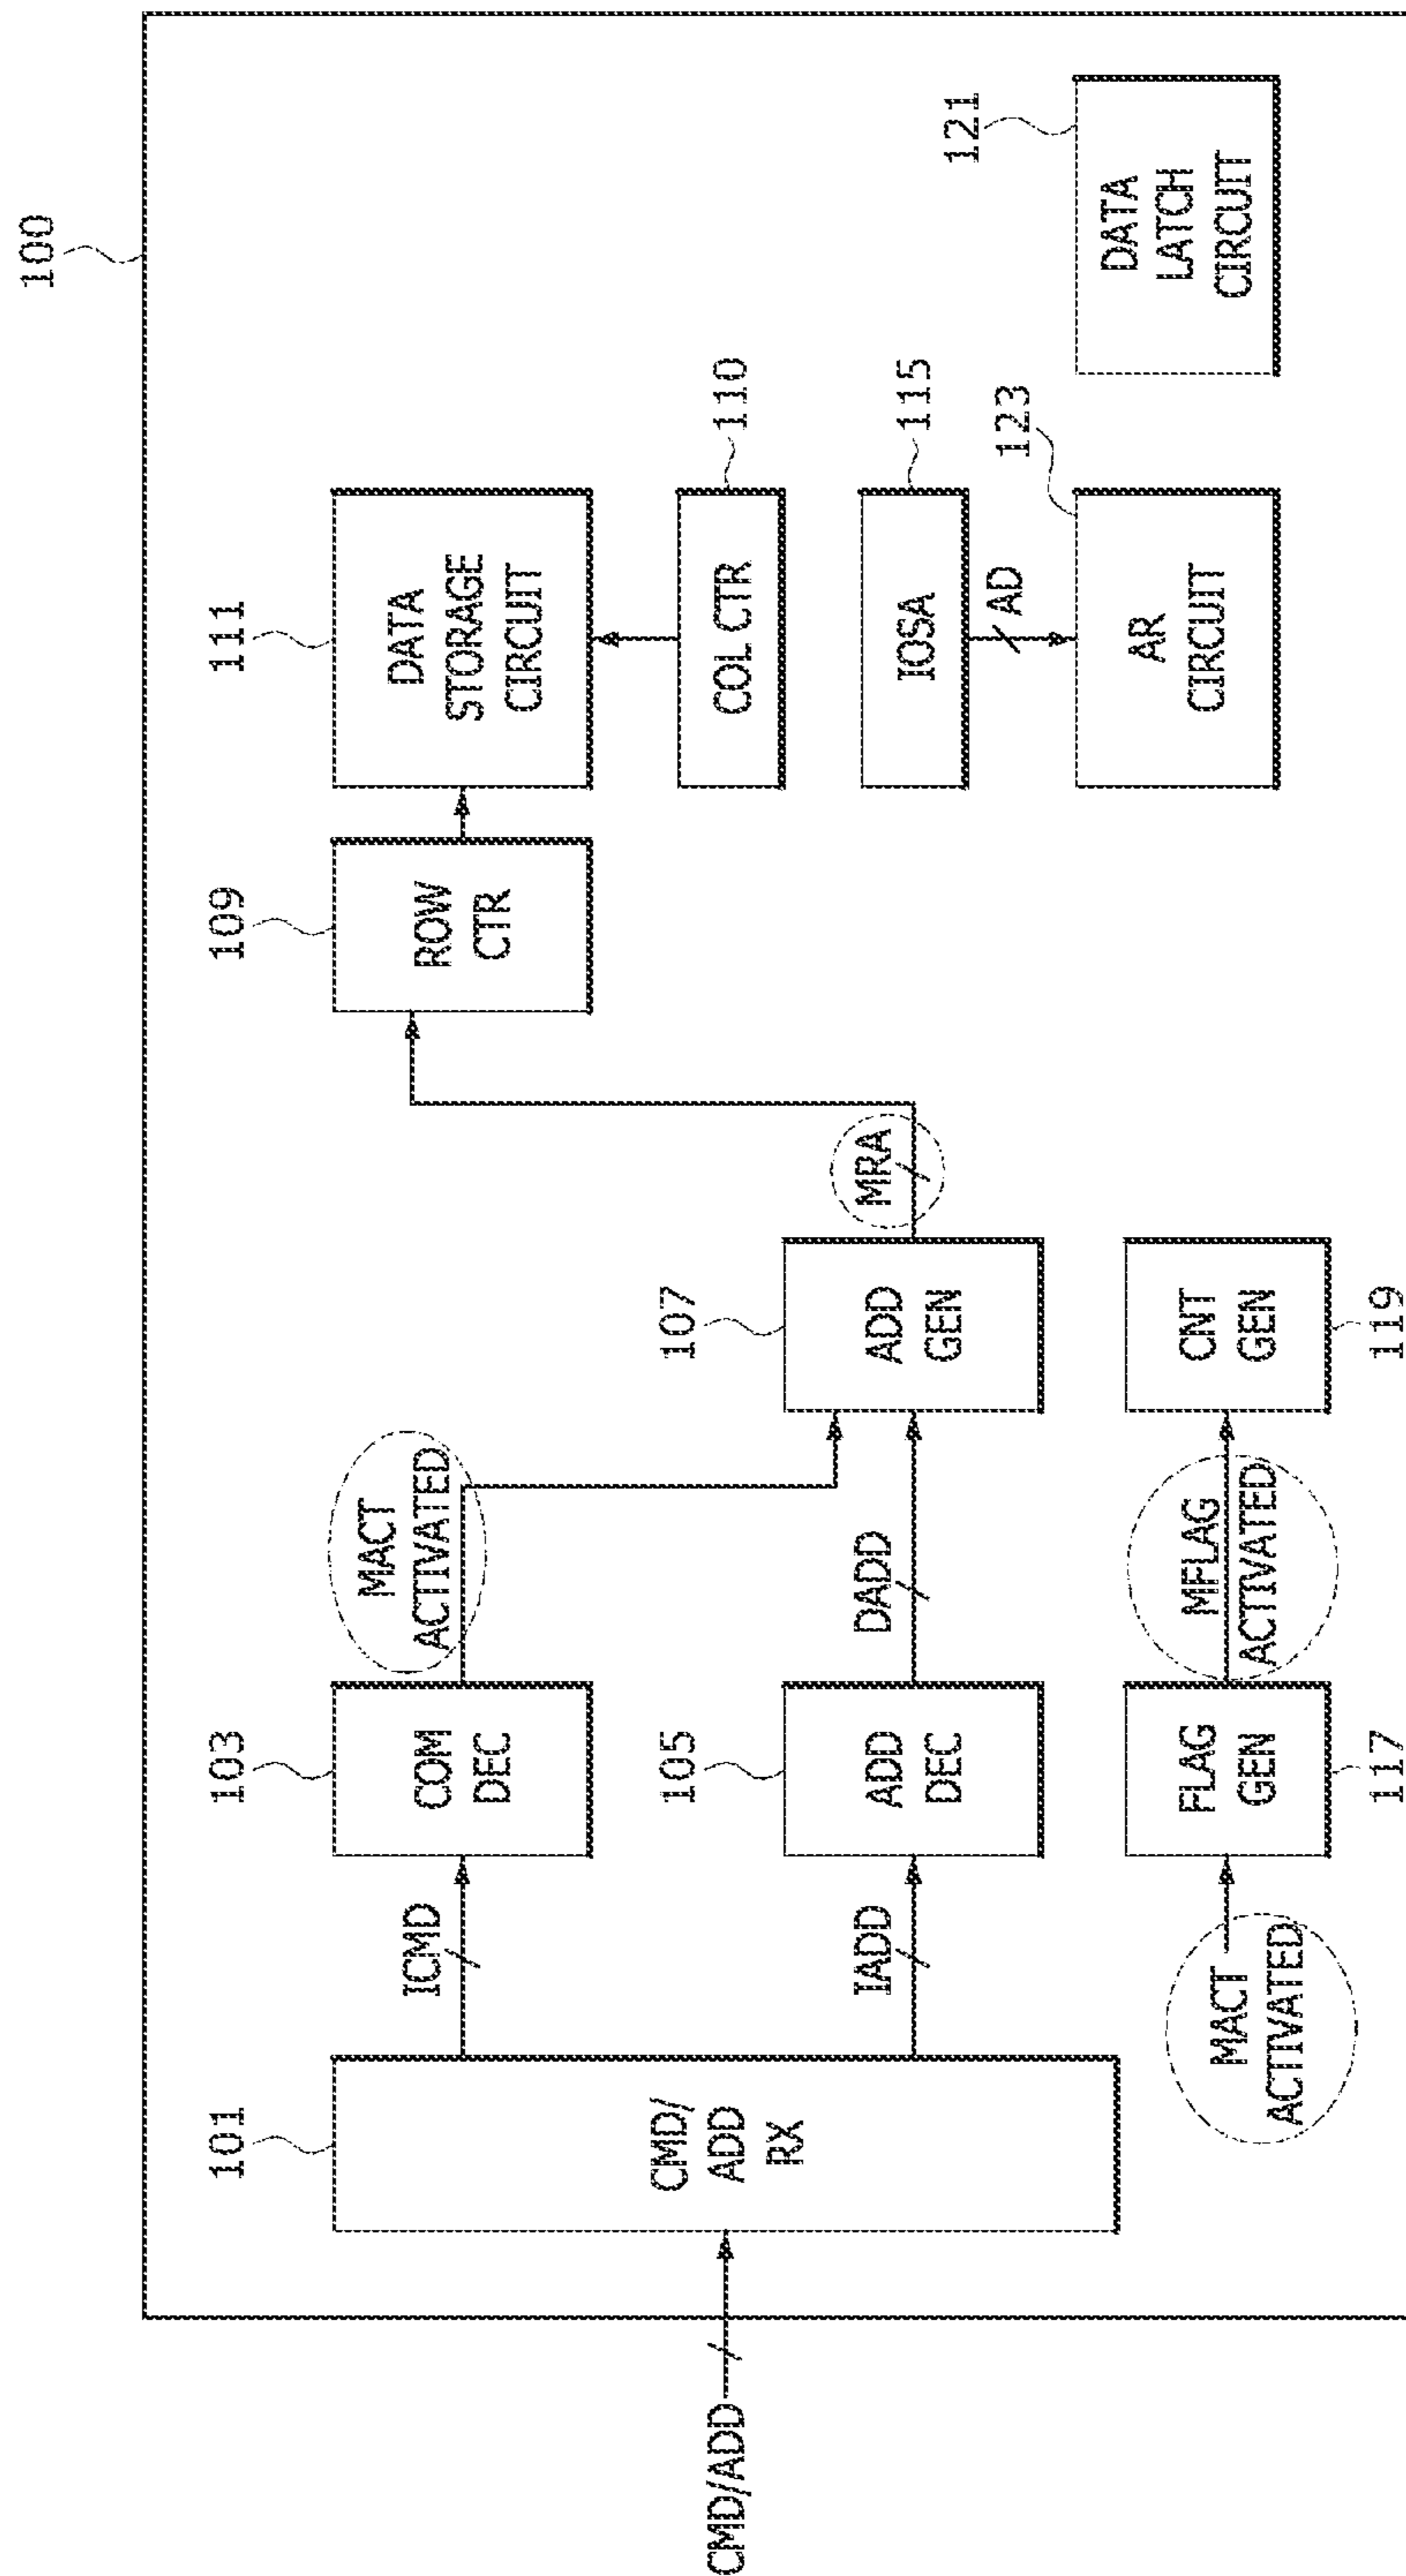 100
101
CMD/
ADD
RX
CMD/ADD
ICMD
IADD
103
COM
DEC
MACT
ACTIVATED
105
ADD
DEC
DADD
107
ADD
GEN
MRA
109
ROW
CTR
111
DATA
STORAGE
CIRCUIT
COL CTR
110
IOSA
115
AD
AR
CIRCUIT
123
DATA
LATCH
CIRCUIT
121
MACT
ACTIVATED
FLAG
GEN
117
MFLAG
ACTIVATED
CNT
GEN
119